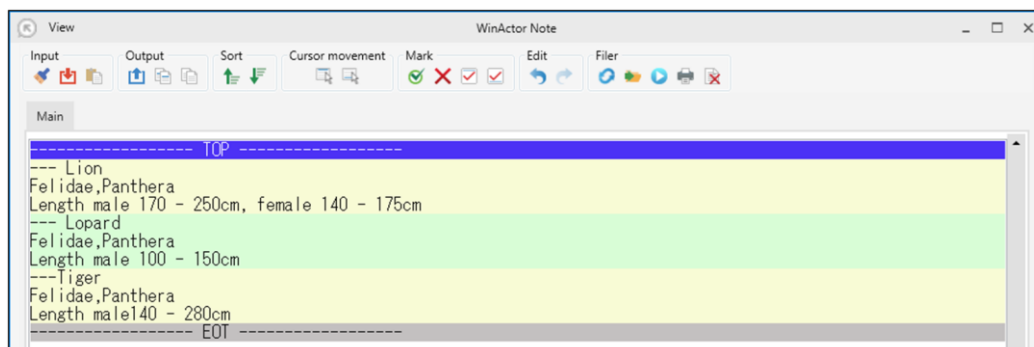 View WinActor Note
Input Output Sort Cursor movement Mark Edit Filer
Main
------------------ TOP ------------------
--- Lion
Felidae,Panthera
Length male 170 - 250cm, female 140 - 175cm
--- Lopard
Felidae,Panthera
Length male 100 - 150cm
---Tiger
Felidae,Panthera
Length male140 - 280cm
------------------ EOT ------------------